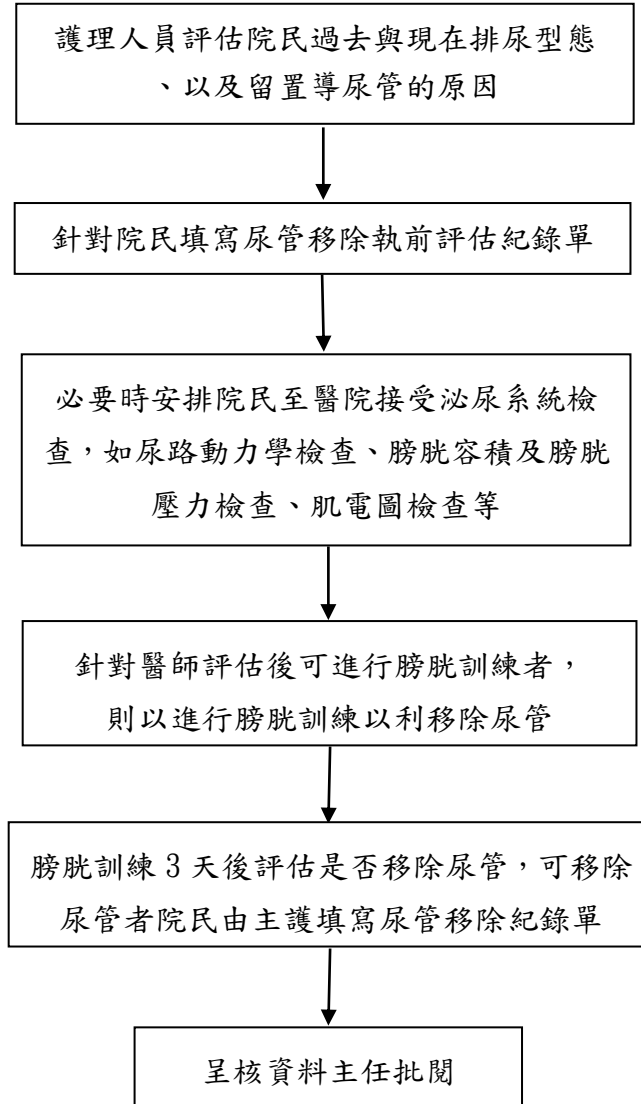 護理人員評估院民過去與現在排尿型態
、以及留置導尿管的原因
針對院民填寫尿管移除執前評估紀錄單
必要時安排院民至醫院接受泌尿系統檢
查，如尿路動力學檢查、膀胱容積及膀胱
壓力檢查、肌電圖檢查等
針對醫師評估後可進行膀胱訓練者，
則以進行膀胱訓練以利移除尿管
膀胱訓練 3 天後評估是否移除尿管，可移除
尿管者院民由主護填寫尿管移除紀錄單
呈核資料主任批閱